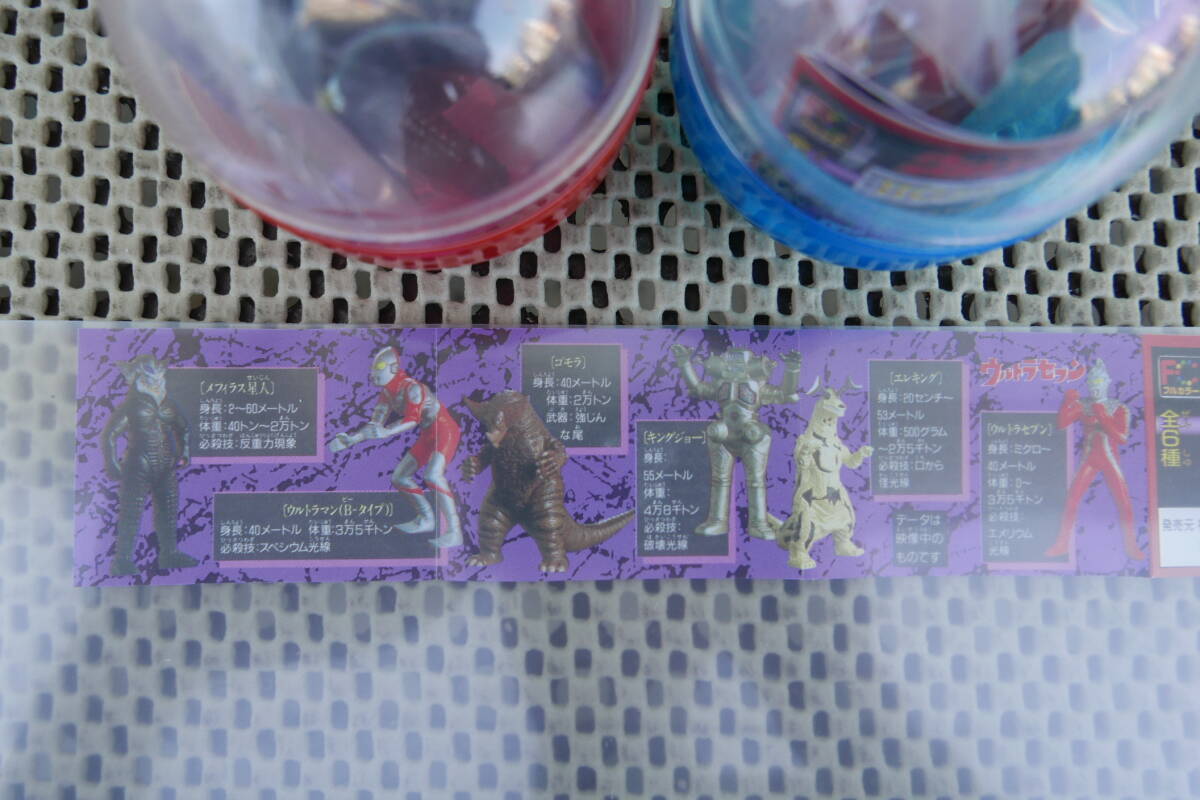 [メフィラス星人]
身長：2〜60メートル
体重：40トン〜2万トン
必殺技：反重力現象
[ウルトラマン(B-タイプ)]
身長：40メートル 体重：3万5千トン
必殺技：スペシウム光線
[ゴモラ]
身長：40メートル
体重：2万トン
武器：強じん
な尾
[キングジョー]
身長：
55メートル
体重：
4万8千トン
必殺技：
破壊光線
[エレキング]
身長：20センチ〜
53メートル
体重：500グラム
〜2万5千トン
必殺技：口から
怪光線
データは
映像中の
ものです
ウルトラセブン
[ウルトラセブン]
身長：ミクロ〜
40メートル
体重：0〜
3万5千トン
必殺技：
エメリウム
光線
フルカラー
全6種
発売元